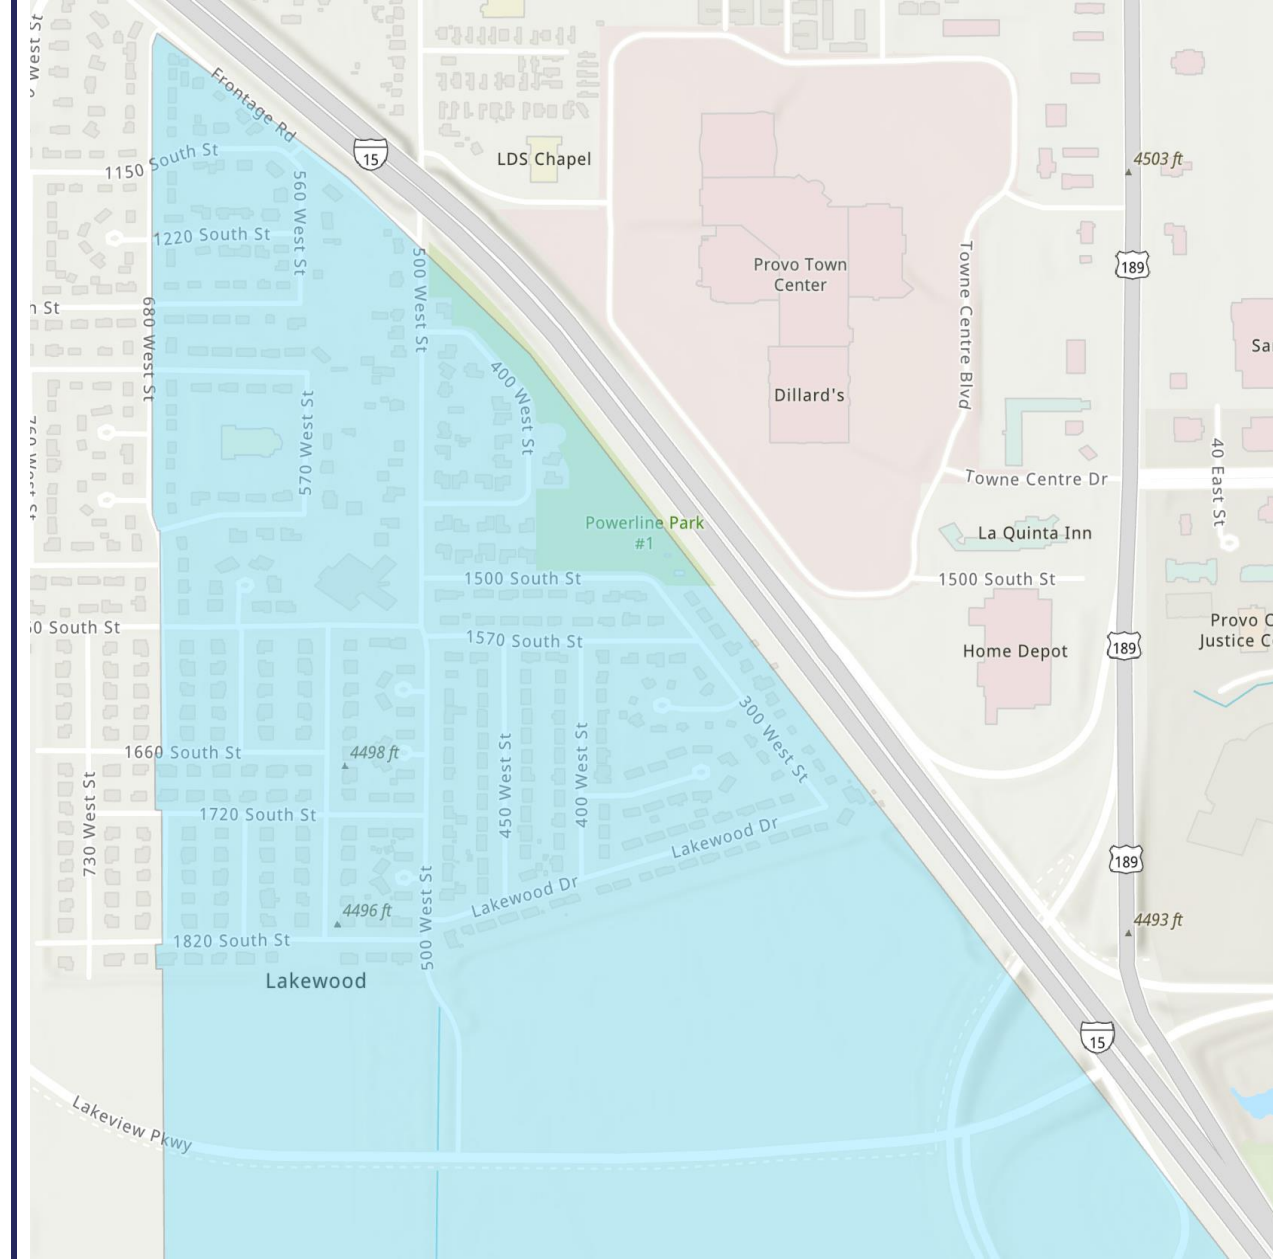 West St
Frontage Rd
15
LDS Chapel
4503 ft
1150 South St
560 West St
1220 South St
500 West St
189
Provo Town
Center
Towne Centre Blvd
680 West St
400 West St
Dillard's
570 West St
40 East St
Towne Centre Dr
Powerline Park
#1
La Quinta Inn
1500 South St
1500 South St
1570 South St
Home Depot
189
300 West St
1660 South St
4498 ft
730 West St
1720 South St
450 West St
400 West St
Lakewood Dr
189
Lakewood Dr
500 West St
4496 ft
4493 ft
1820 South St
Lakewood
15
Lakeview Pkwy